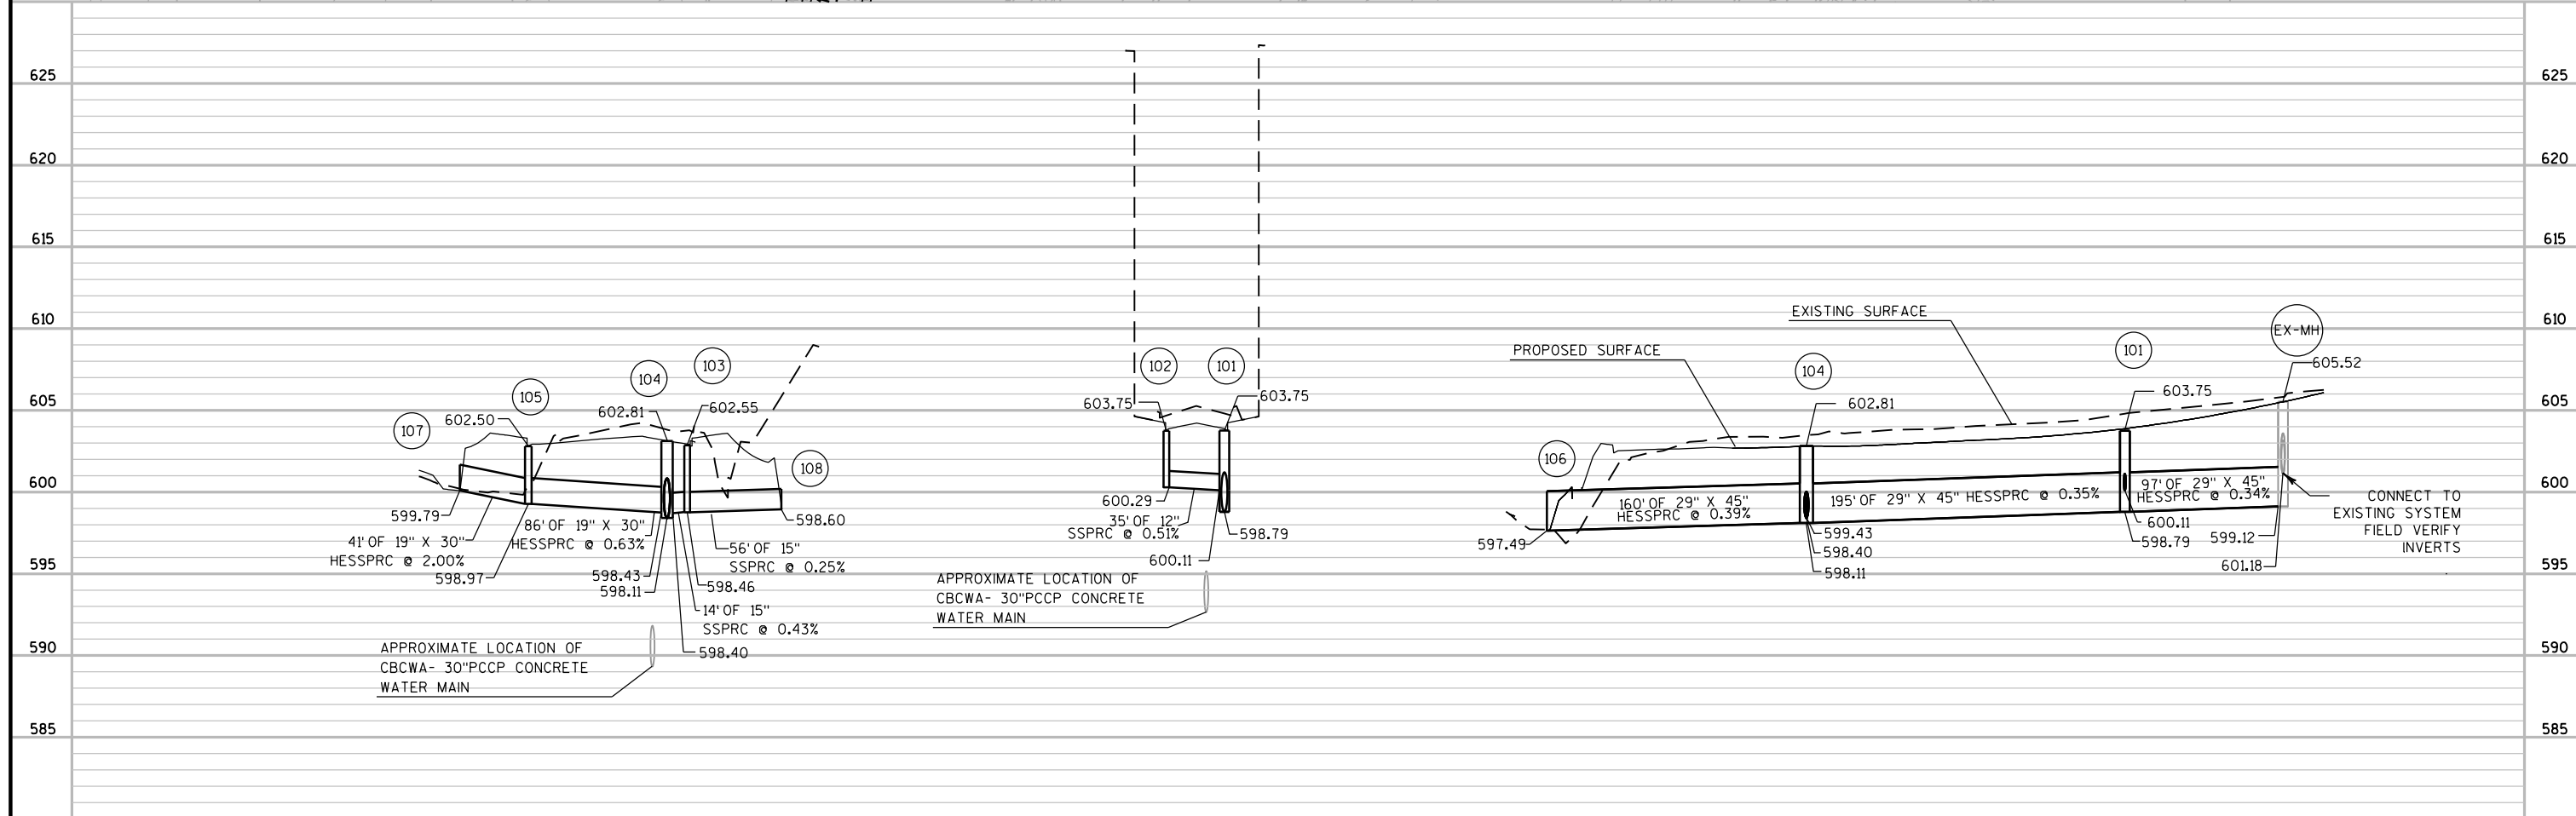 625
620
615
610
605
600
595
590
585
107
602.50
105
104
602.81
103
602.55
108
599.79
41' OF 19" X 30"
HESSPRC @ 2.00%
598.97
86' OF 19" X 30"
HESSPRC @ 0.63%
598.43
598.11
56' OF 15"
SSPRC @ 0.25%
598.46
598.60
14' OF 15"
SSPRC @ 0.43%
598.40
APPROXIMATE LOCATION OF
CBCWA- 30"PCCP CONCRETE
WATER MAIN
102
101
603.75
603.75
600.29
35' OF 12"
SSPRC @ 0.51%
600.11
598.79
APPROXIMATE LOCATION OF
CBCWA- 30"PCCP CONCRETE
WATER MAIN
EXISTING SURFACE
PROPOSED SURFACE
106
597.49
160' OF 29" X 45"
HESSPRC @ 0.39%
104
602.81
599.43
598.40
598.11
195' OF 29" X 45" HESSPRC @ 0.35%
101
603.75
600.11
598.79
97' OF 29" X 45"
HESSPRC @ 0.34%
EX-MH
605.52
599.12
601.18
CONNECT TO
EXISTING SYSTEM
FIELD VERIFY
INVERTS
625
620
615
610
605
600
595
590
585